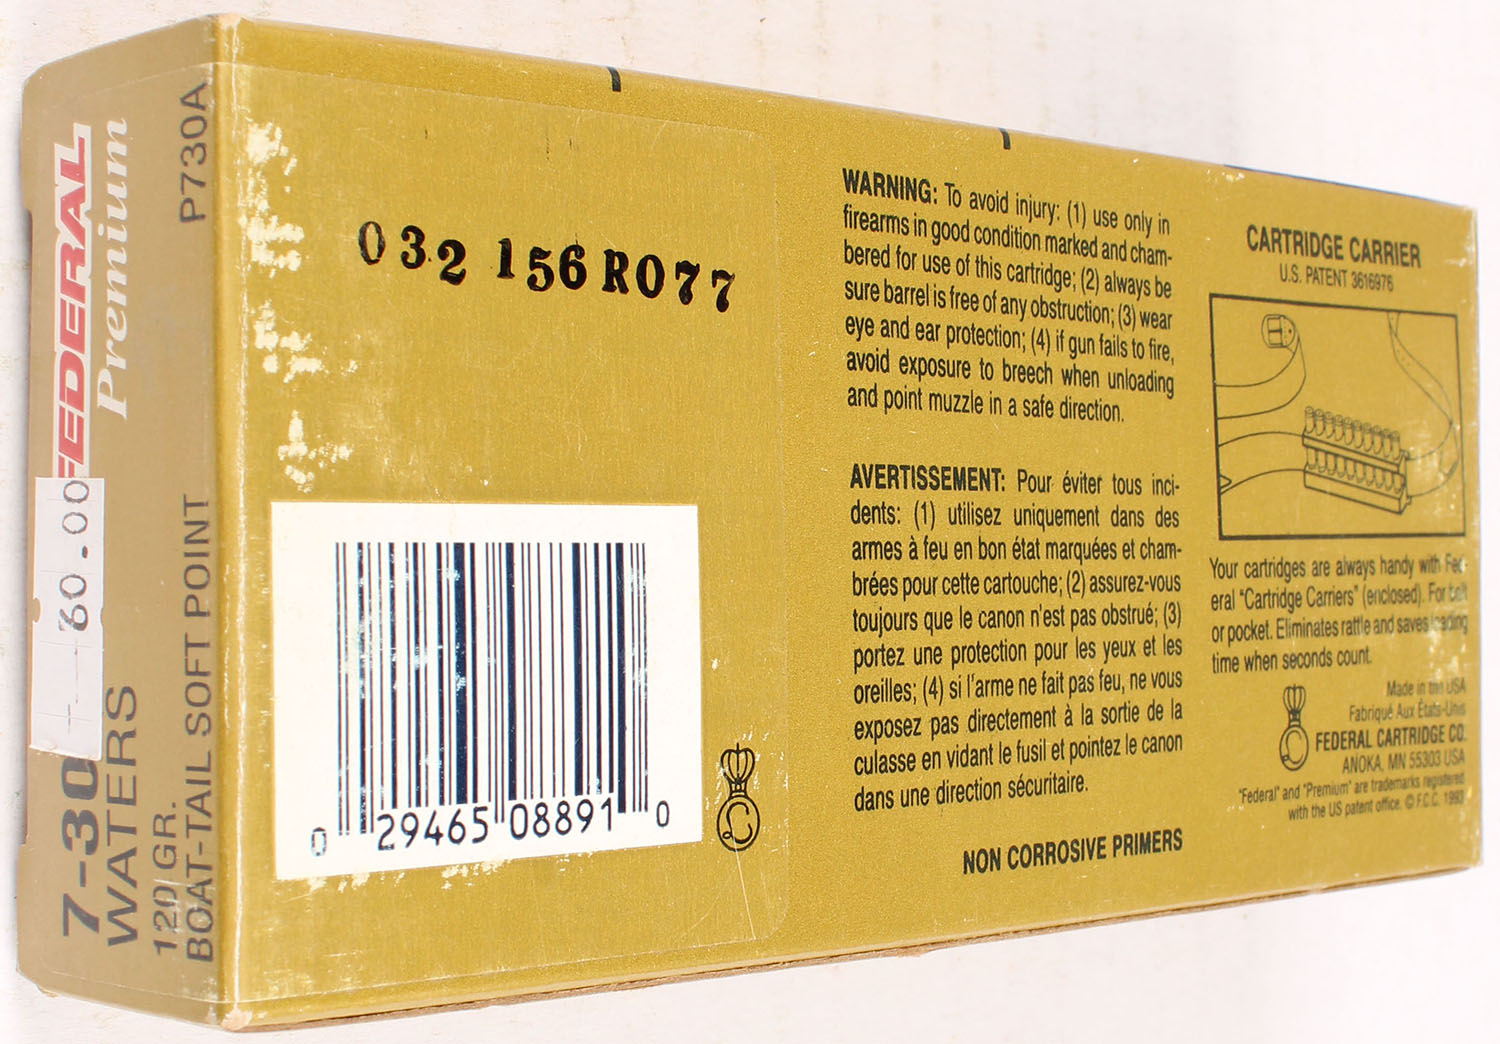 FEDERAL
Premium
P730A
60.00
7-30
WATERS
120 GR.
BOAT-TAIL SOFT POINT
032 156R077
0 29465 08891 0
WARNING: To avoid injury: (1) use only in
firearms in good condition marked and cham-
bered for use of this cartridge; (2) always be
sure barrel is free of any obstruction; (3) wear
eye and ear protection; (4) if gun fails to fire,
avoid exposure to breech when unloading
and point muzzle in a safe direction.
AVERTISSEMENT: Pour éviter tous inci-
dents: (1) utilisez uniquement dans des
armes à feu en bon état marquées et cham-
brées pour cette cartouche; (2) assurez-vous
toujours que le canon n'est pas obstrué; (3)
portez une protection pour les yeux et les
oreilles; (4) si l'arme ne fait pas feu, ne vous
exposez pas directement à la sortie de la
culasse en vidant le fusil et pointez le canon
dans une direction sécuritaire.
NON CORROSIVE PRIMERS
CARTRIDGE CARRIER
U.S. PATENT 3616976
Your cartridges are always handy with Fed-
eral "Cartridge Carriers" (enclosed). For belt
or pocket. Eliminates rattle and saves loading
time when seconds count.
Made in the USA
Fabriqué Aux États-Unis
FEDERAL CARTRIDGE CO.
ANOKA, MN 55303 USA
"Federal" and "Premium" are trademarks registered
with the US patent office. © F.C.C. 1993